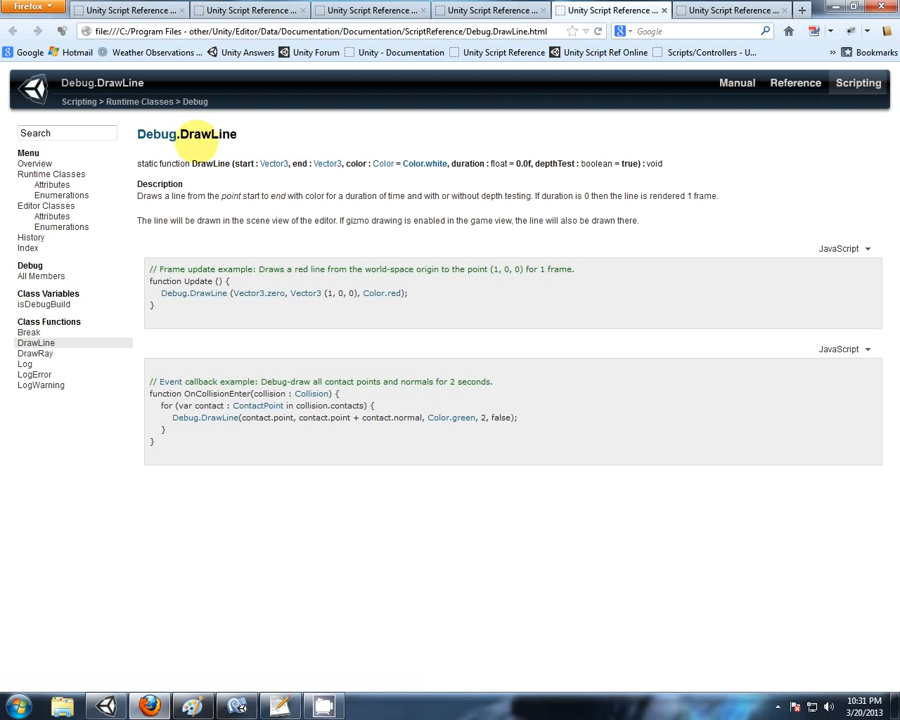 Firefox
Unity Script Reference ...
Unity Script Reference ...
Unity Script Reference ...
Unity Script Reference ...
Unity Script Reference ...
Unity Script Reference ...
file:///C:/Program Files - other/Unity/Editor/Data/Documentation/Documentation/ScriptReference/Debug.DrawLine.html
Google
Google
Hotmail
Weather Observations ...
Unity Answers
Unity Forum
Unity - Documentation
Unity Script Reference
Unity Script Ref Online
Scripts/Controllers - U...
Bookmarks
Debug.DrawLine
Manual
Reference
Scripting
Scripting > Runtime Classes > Debug
Search
Menu
Overview
Runtime Classes
Attributes
Enumerations
Editor Classes
Attributes
Enumerations
History
Index
Debug
All Members
Class Variables
isDebugBuild
Class Functions
Break
DrawLine
DrawRay
Log
LogError
LogWarning
Debug.DrawLine
static function DrawLine (start : Vector3, end : Vector3, color : Color = Color.white, duration : float = 0.0f, depthTest : boolean = true) : void
Description
Draws a line from the point start to end with color for a duration of time and with or without depth testing. If duration is 0 then the line is rendered 1 frame.
The line will be drawn in the scene view of the editor. If gizmo drawing is enabled in the game view, the line will also be drawn there.
JavaScript
// Frame update example: Draws a red line from the world-space origin to the point (1, 0, 0) for 1 frame.
function Update () {
Debug.DrawLine (Vector3.zero, Vector3 (1, 0, 0), Color.red);
}
JavaScript
// Event callback example: Debug-draw all contact points and normals for 2 seconds.
function OnCollisionEnter(collision : Collision) {
for (var contact : ContactPoint in collision.contacts) {
Debug.DrawLine(contact.point, contact.point + contact.normal, Color.green, 2, false);
}
}
10:31 PM
3/20/2013